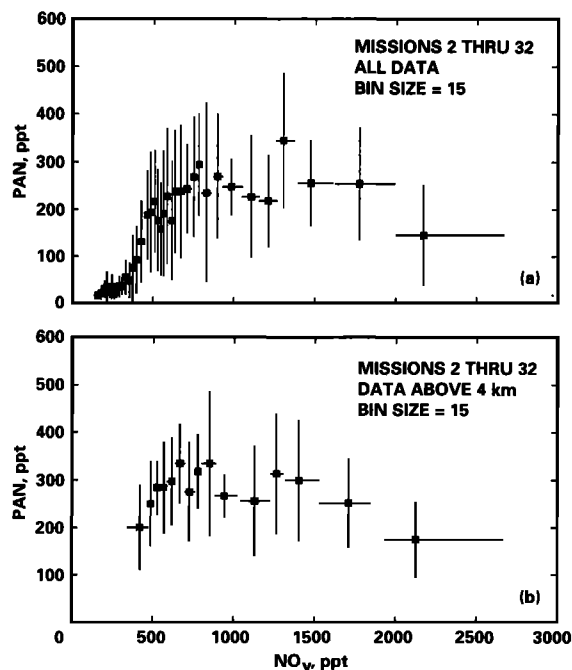 600
500
400
300
200
100
0
PAN, ppt
MISSIONS 2 THRU 32
ALL DATA
BIN SIZE = 15
(a)
600
500
400
300
200
100
PAN, ppt
MISSIONS 2 THRU 32
DATA ABOVE 4 km
BIN SIZE = 15
(b)
0 500 1000 1500 2000 2500 3000
NOy, ppt